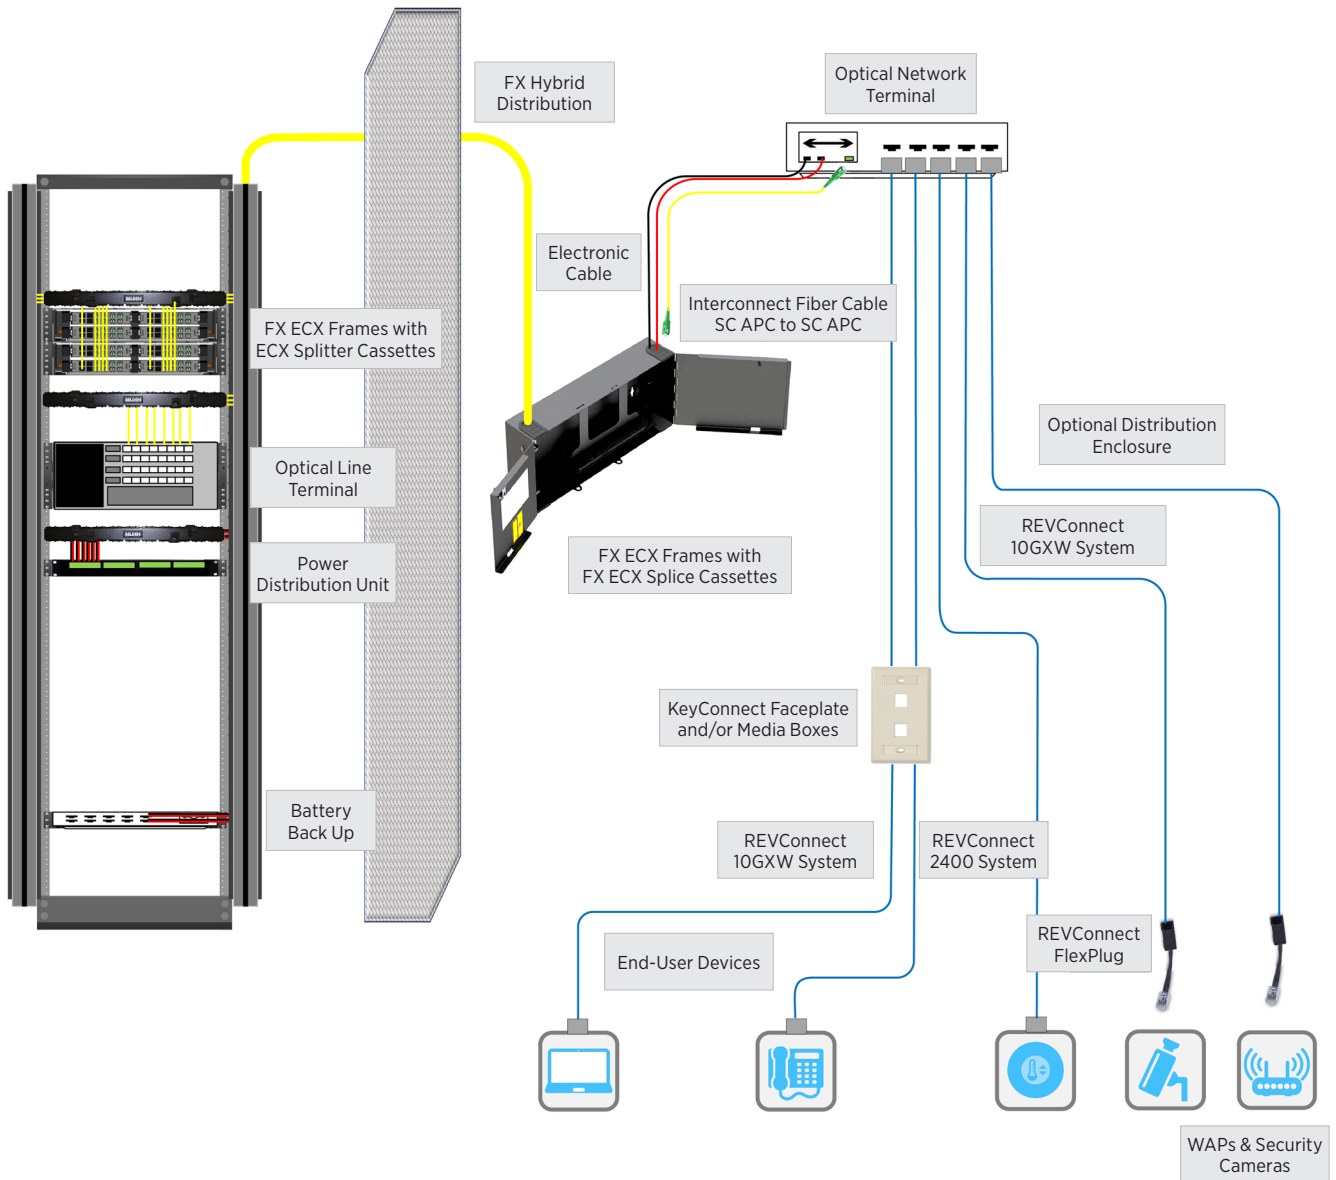 FX Hybrid
Distribution
Optical Network
Terminal
Electronic
Cable
Interconnect Fiber Cable
SC APC to SC APC
BELDEN
FX ECX Frames with
ECX Splitter Cassettes
Optional Distribution
Enclosure
Optical Line
Terminal
REVConnect
10GXW System
BELDEN
Power
Distribution Unit
FX ECX Frames with
FX ECX Splice Cassettes
KeyConnect Faceplate
and/or Media Boxes
Battery
Back Up
REVConnect
10GXW System
REVConnect
2400 System
REVConnect
FlexPlug
End-User Devices
WAPs & Security
Cameras